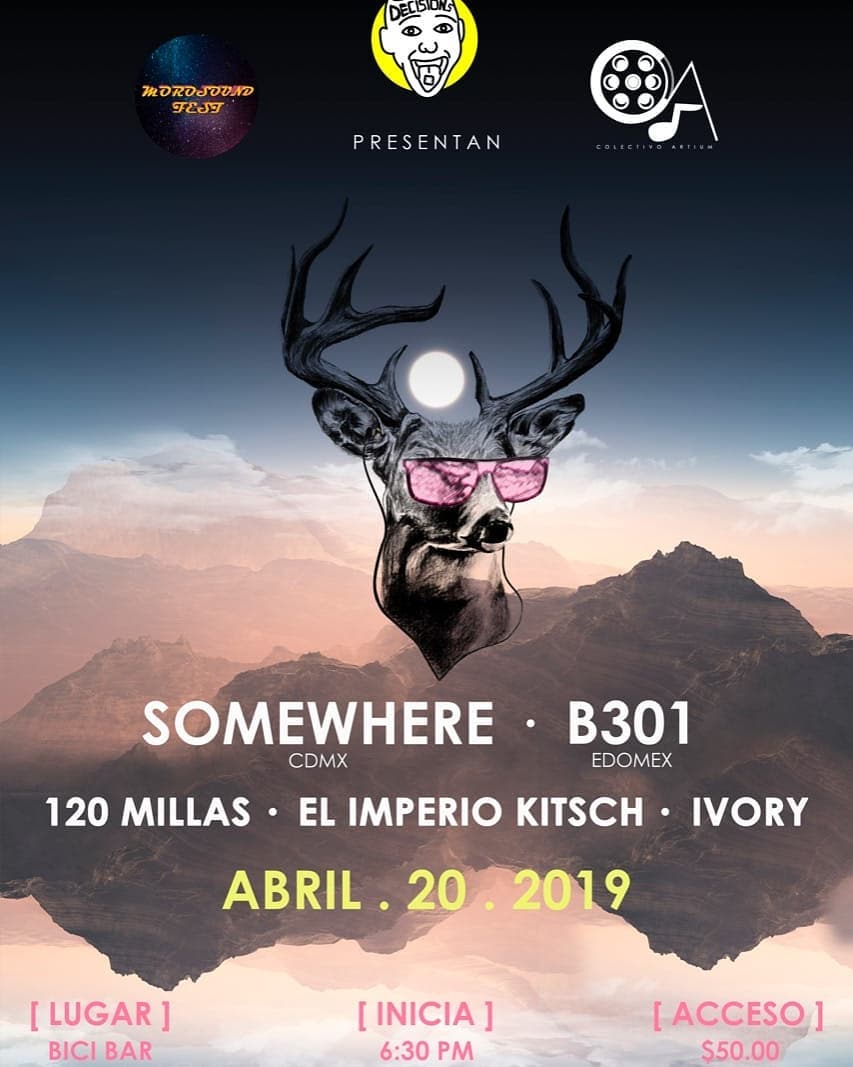 DECISIONS
MOROSOUND
FEST
PRESENTAN
COLECTIVO ARTIUM
SOMEWHERE · B301
CDMX EDOMEX
120 MILLAS · EL IMPERIO KITSCH · IVORY
ABRIL . 20 . 2019
[ LUGAR ] [ INICIA ] [ ACCESO ]
BICI BAR 6:30 PM $50.00